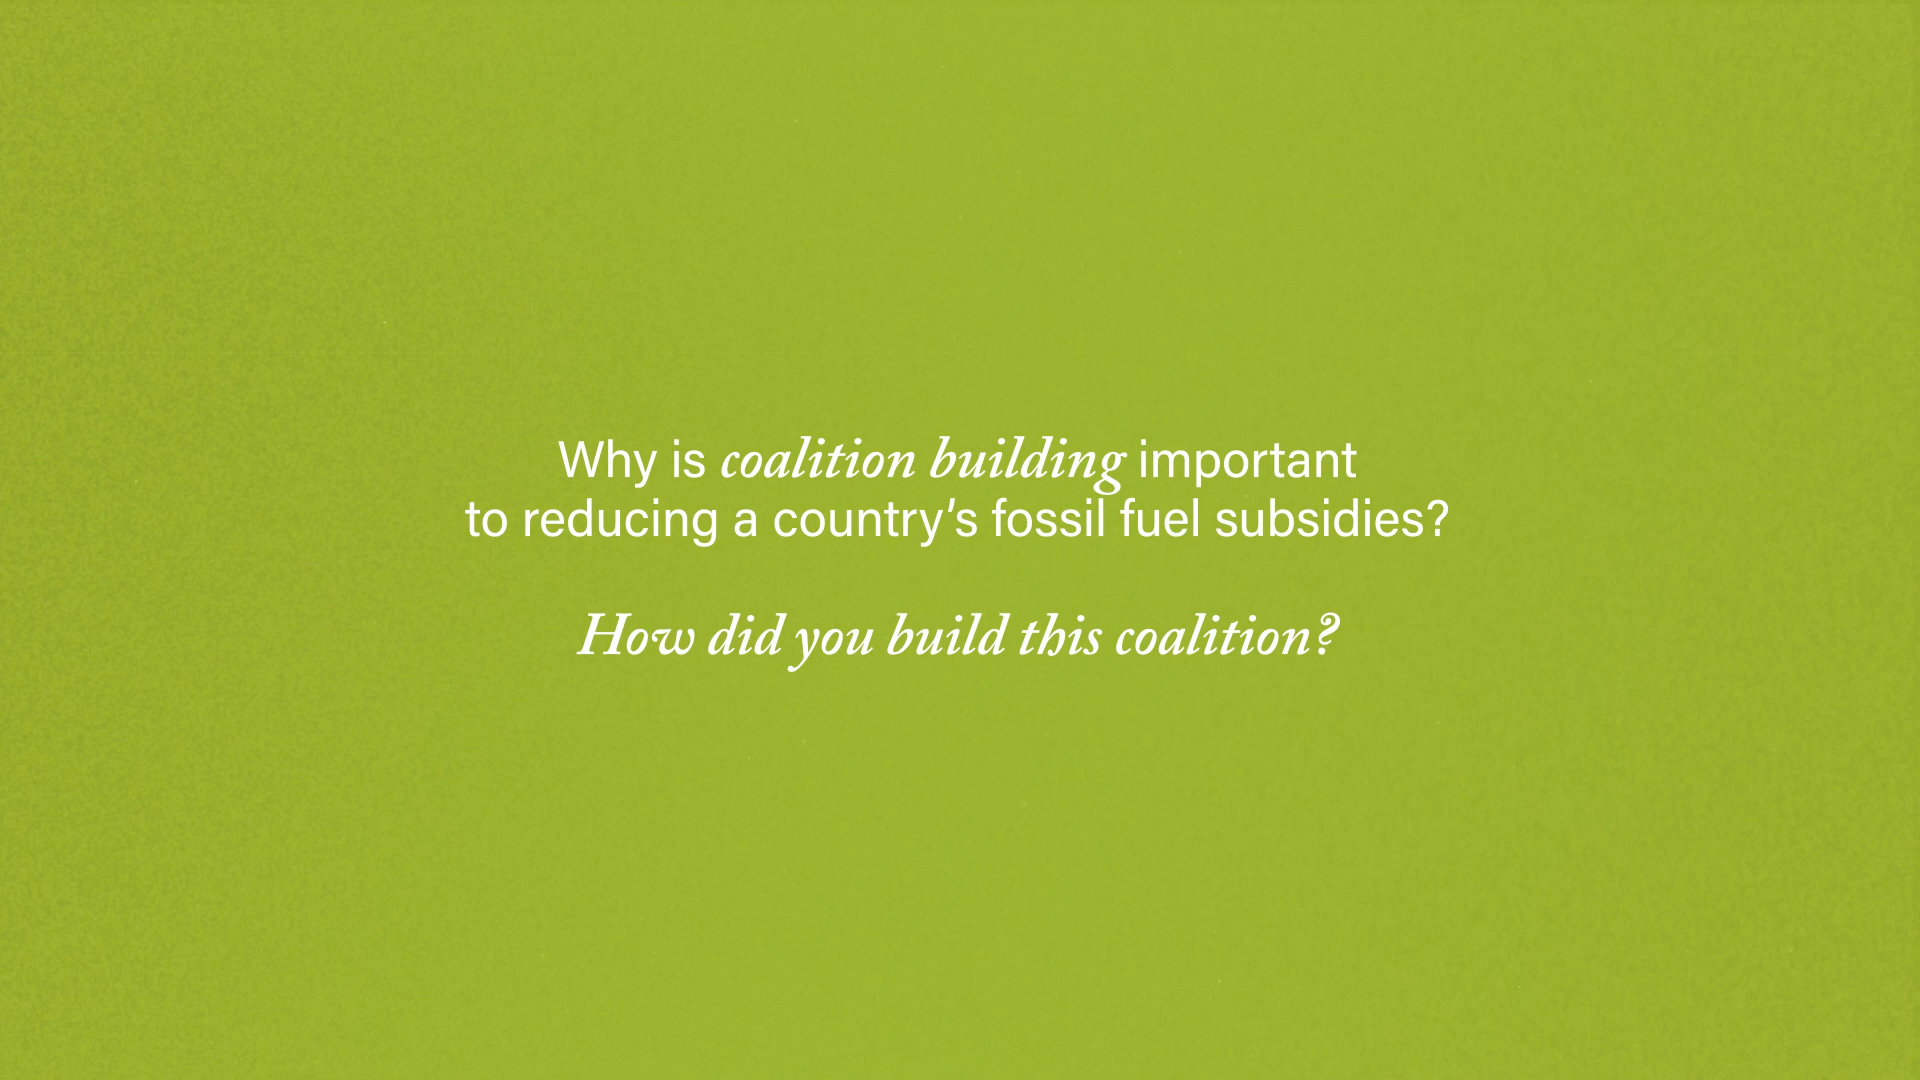 Why is coalition building important
to reducing a country’s fossil fuel subsidies?
How did you build this coalition?